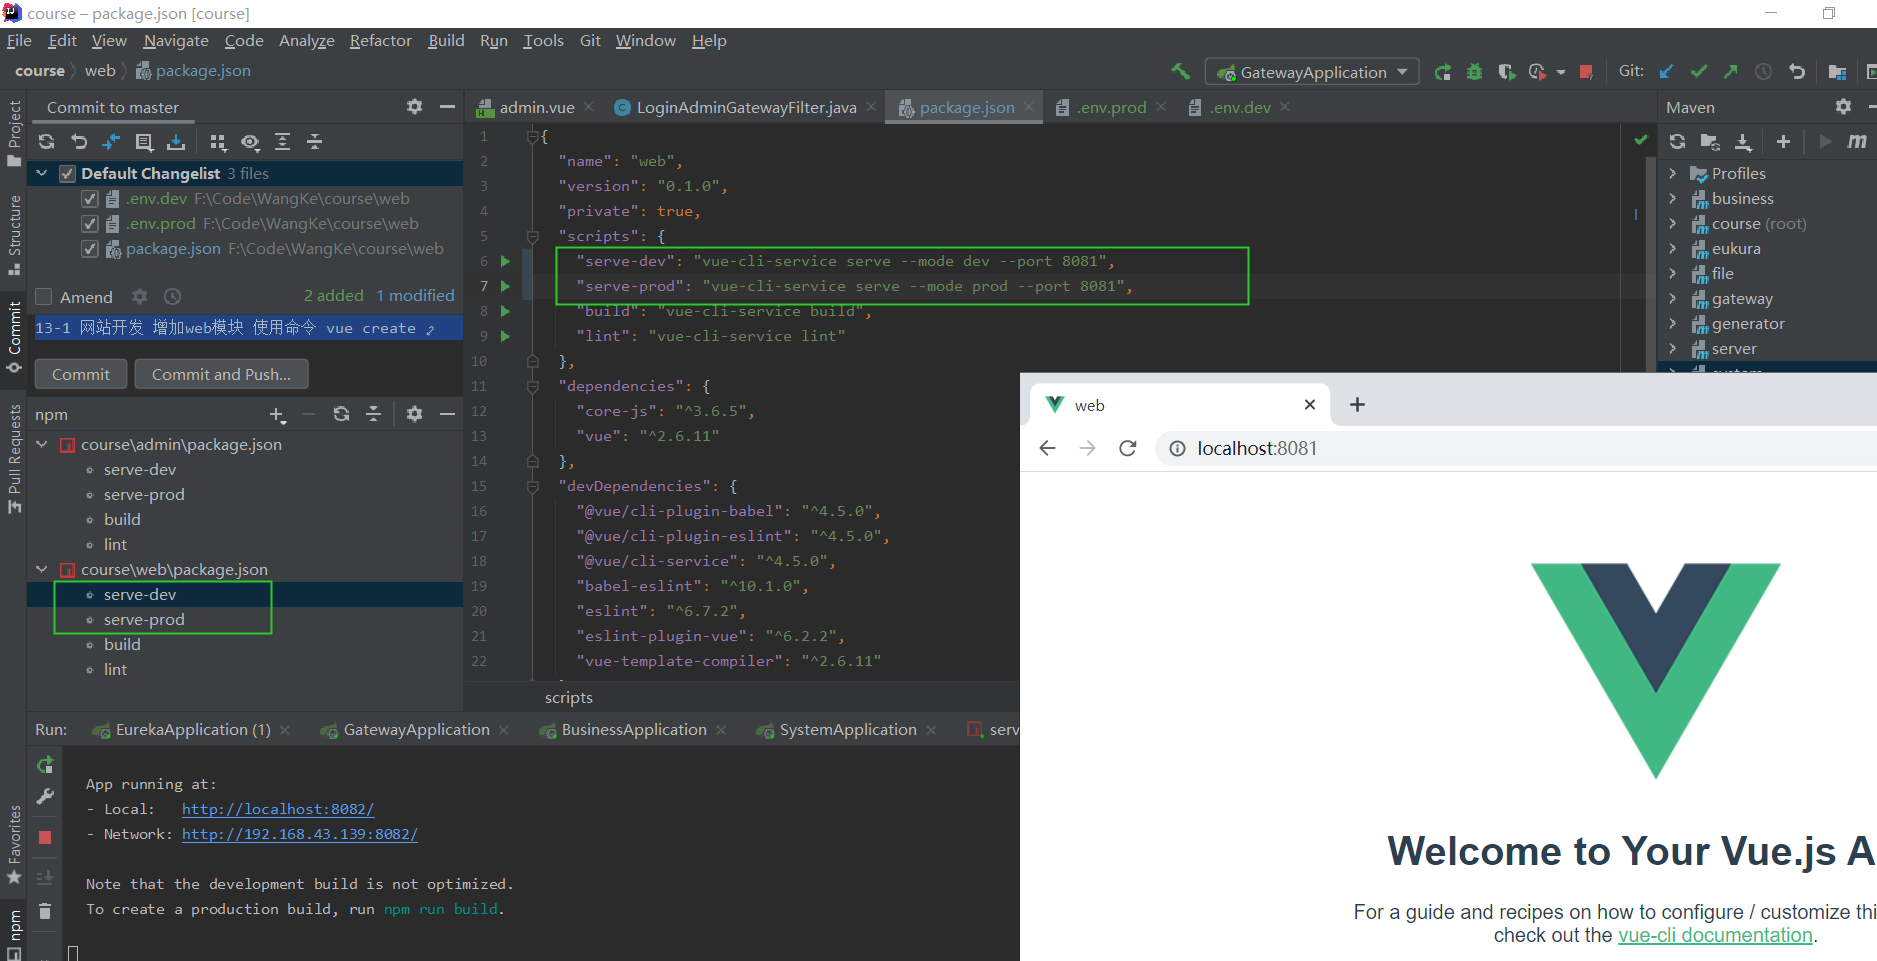 course – package.json [course]
File Edit View Navigate Code Analyze Refactor Build Run Tools Git Window Help
course web package.json
GatewayApplication
Git:
Commit to master
admin.vue
LoginAdminGatewayFilter.java
package.json
.env.prod
.env.dev
Maven
Project
Structure
Commit
Pull Requests
Favorites
npm
Default Changelist 3 files
.env.dev F:\Code\WangKe\course\web
.env.prod F:\Code\WangKe\course\web
package.json F:\Code\WangKe\course\web
Amend
2 added 1 modified
13-1 网站开发 增加web模块 使用命令 vue create
Commit
Commit and Push...
npm
course\admin\package.json
serve-dev
serve-prod
build
lint
course\web\package.json
serve-dev
serve-prod
build
lint
1 {
2 "name": "web",
3 "version": "0.1.0",
4 "private": true,
5 "scripts": {
6 "serve-dev": "vue-cli-service serve --mode dev --port 8081",
7 "serve-prod": "vue-cli-service serve --mode prod --port 8081",
8 "build": "vue-cli-service build",
9 "lint": "vue-cli-service lint"
10 },
11 "dependencies": {
12 "core-js": "^3.6.5",
13 "vue": "^2.6.11"
14 },
15 "devDependencies": {
16 "@vue/cli-plugin-babel": "^4.5.0",
17 "@vue/cli-plugin-eslint": "^4.5.0",
18 "@vue/cli-service": "^4.5.0",
19 "babel-eslint": "^10.1.0",
20 "eslint": "^6.7.2",
21 "eslint-plugin-vue": "^6.2.2",
22 "vue-template-compiler": "^2.6.11"
scripts
Profiles
business
course (root)
eukura
file
gateway
generator
server
web
localhost:8081
Welcome to Your Vue.js A
For a guide and recipes on how to configure / customize thi
check out the vue-cli documentation.
Run: EurekaApplication (1) GatewayApplication BusinessApplication SystemApplication serv
App running at:
- Local: http://localhost:8082/
- Network: http://192.168.43.139:8082/
Note that the development build is not optimized.
To create a production build, run npm run build.